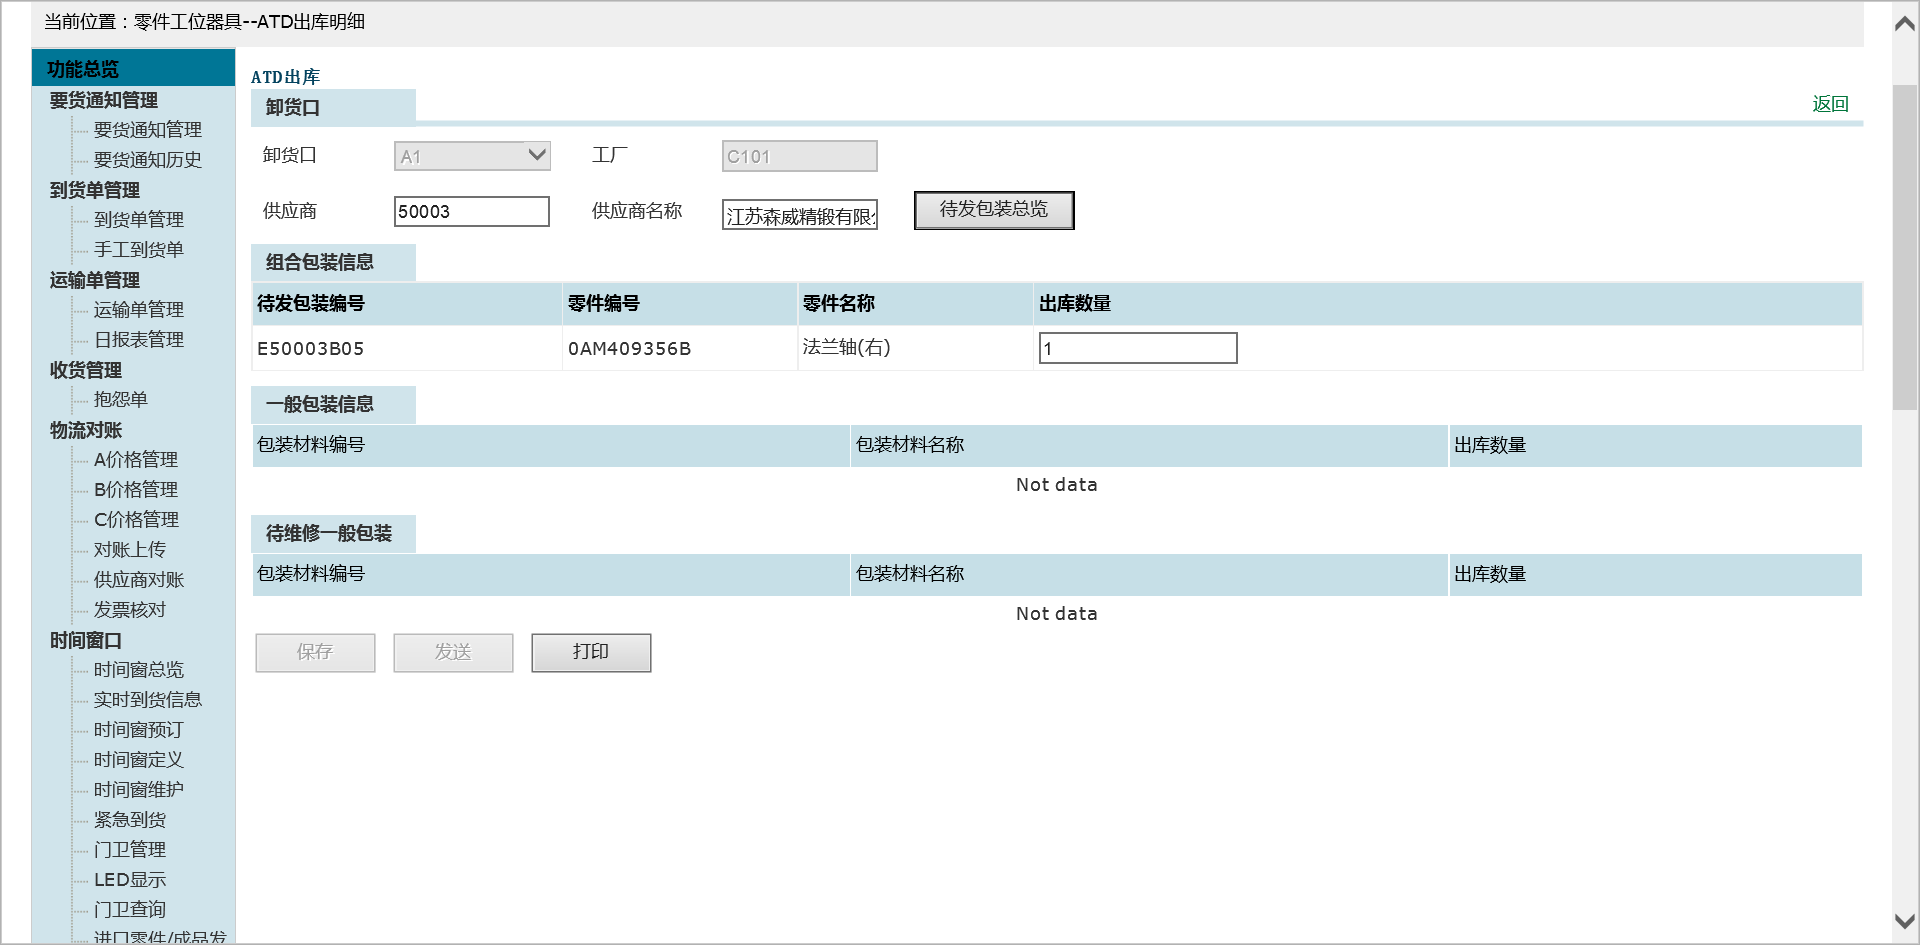 当前位置：零件工位器具--ATD出库明细
功能总览
要货通知管理
要货通知管理
要货通知历史
到货单管理
到货单管理
手工到货单
运输单管理
运输单管理
日报表管理
收货管理
抱怨单
物流对账
A价格管理
B价格管理
C价格管理
对账上传
供应商对账
发票核对
时间窗口
时间窗总览
实时到货信息
时间窗预订
时间窗定义
时间窗维护
紧急到货
门卫管理
LED显示
门卫查询
进口零件/成品发
ATD出库
卸货口
返回
卸货口 A1 工厂 C101
供应商 50003 供应商名称 江苏森威精锻有限公 待发包装总览
组合包装信息
待发包装编号 零件编号 零件名称 出库数量
E50003B05 0AM409356B 法兰轴(右) 1
一般包装信息
包装材料编号 包装材料名称 出库数量
Not data
待维修一般包装
包装材料编号 包装材料名称 出库数量
Not data
保存 发送 打印